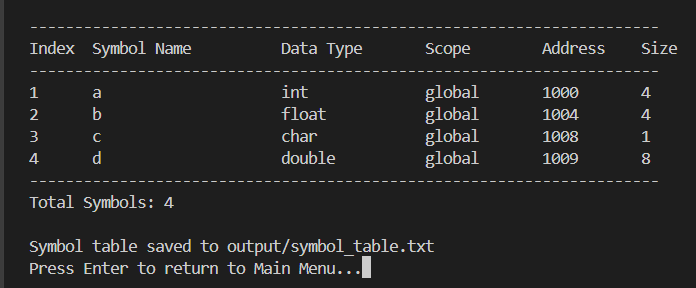 ----------------------------------------------------------------------
Index  Symbol Name          Data Type       Scope        Address    Size
----------------------------------------------------------------------
1      a                    int             global       1000       4
2      b                    float           global       1004       4
3      c                    char            global       1008       1
4      d                    double          global       1009       8
----------------------------------------------------------------------
Total Symbols: 4

Symbol table saved to output/symbol_table.txt
Press Enter to return to Main Menu...